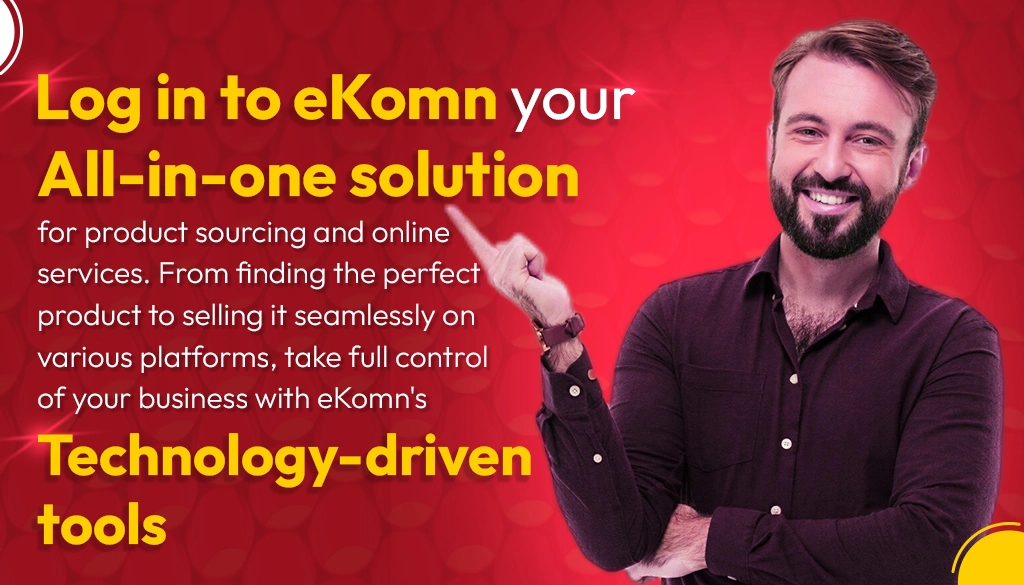 Log in to eKomn your
All-in-one solution
for product sourcing and online
services. From finding the perfect
product to selling it seamlessly on
various platforms, take full control
of your business with eKomn's
Technology-driven
tools